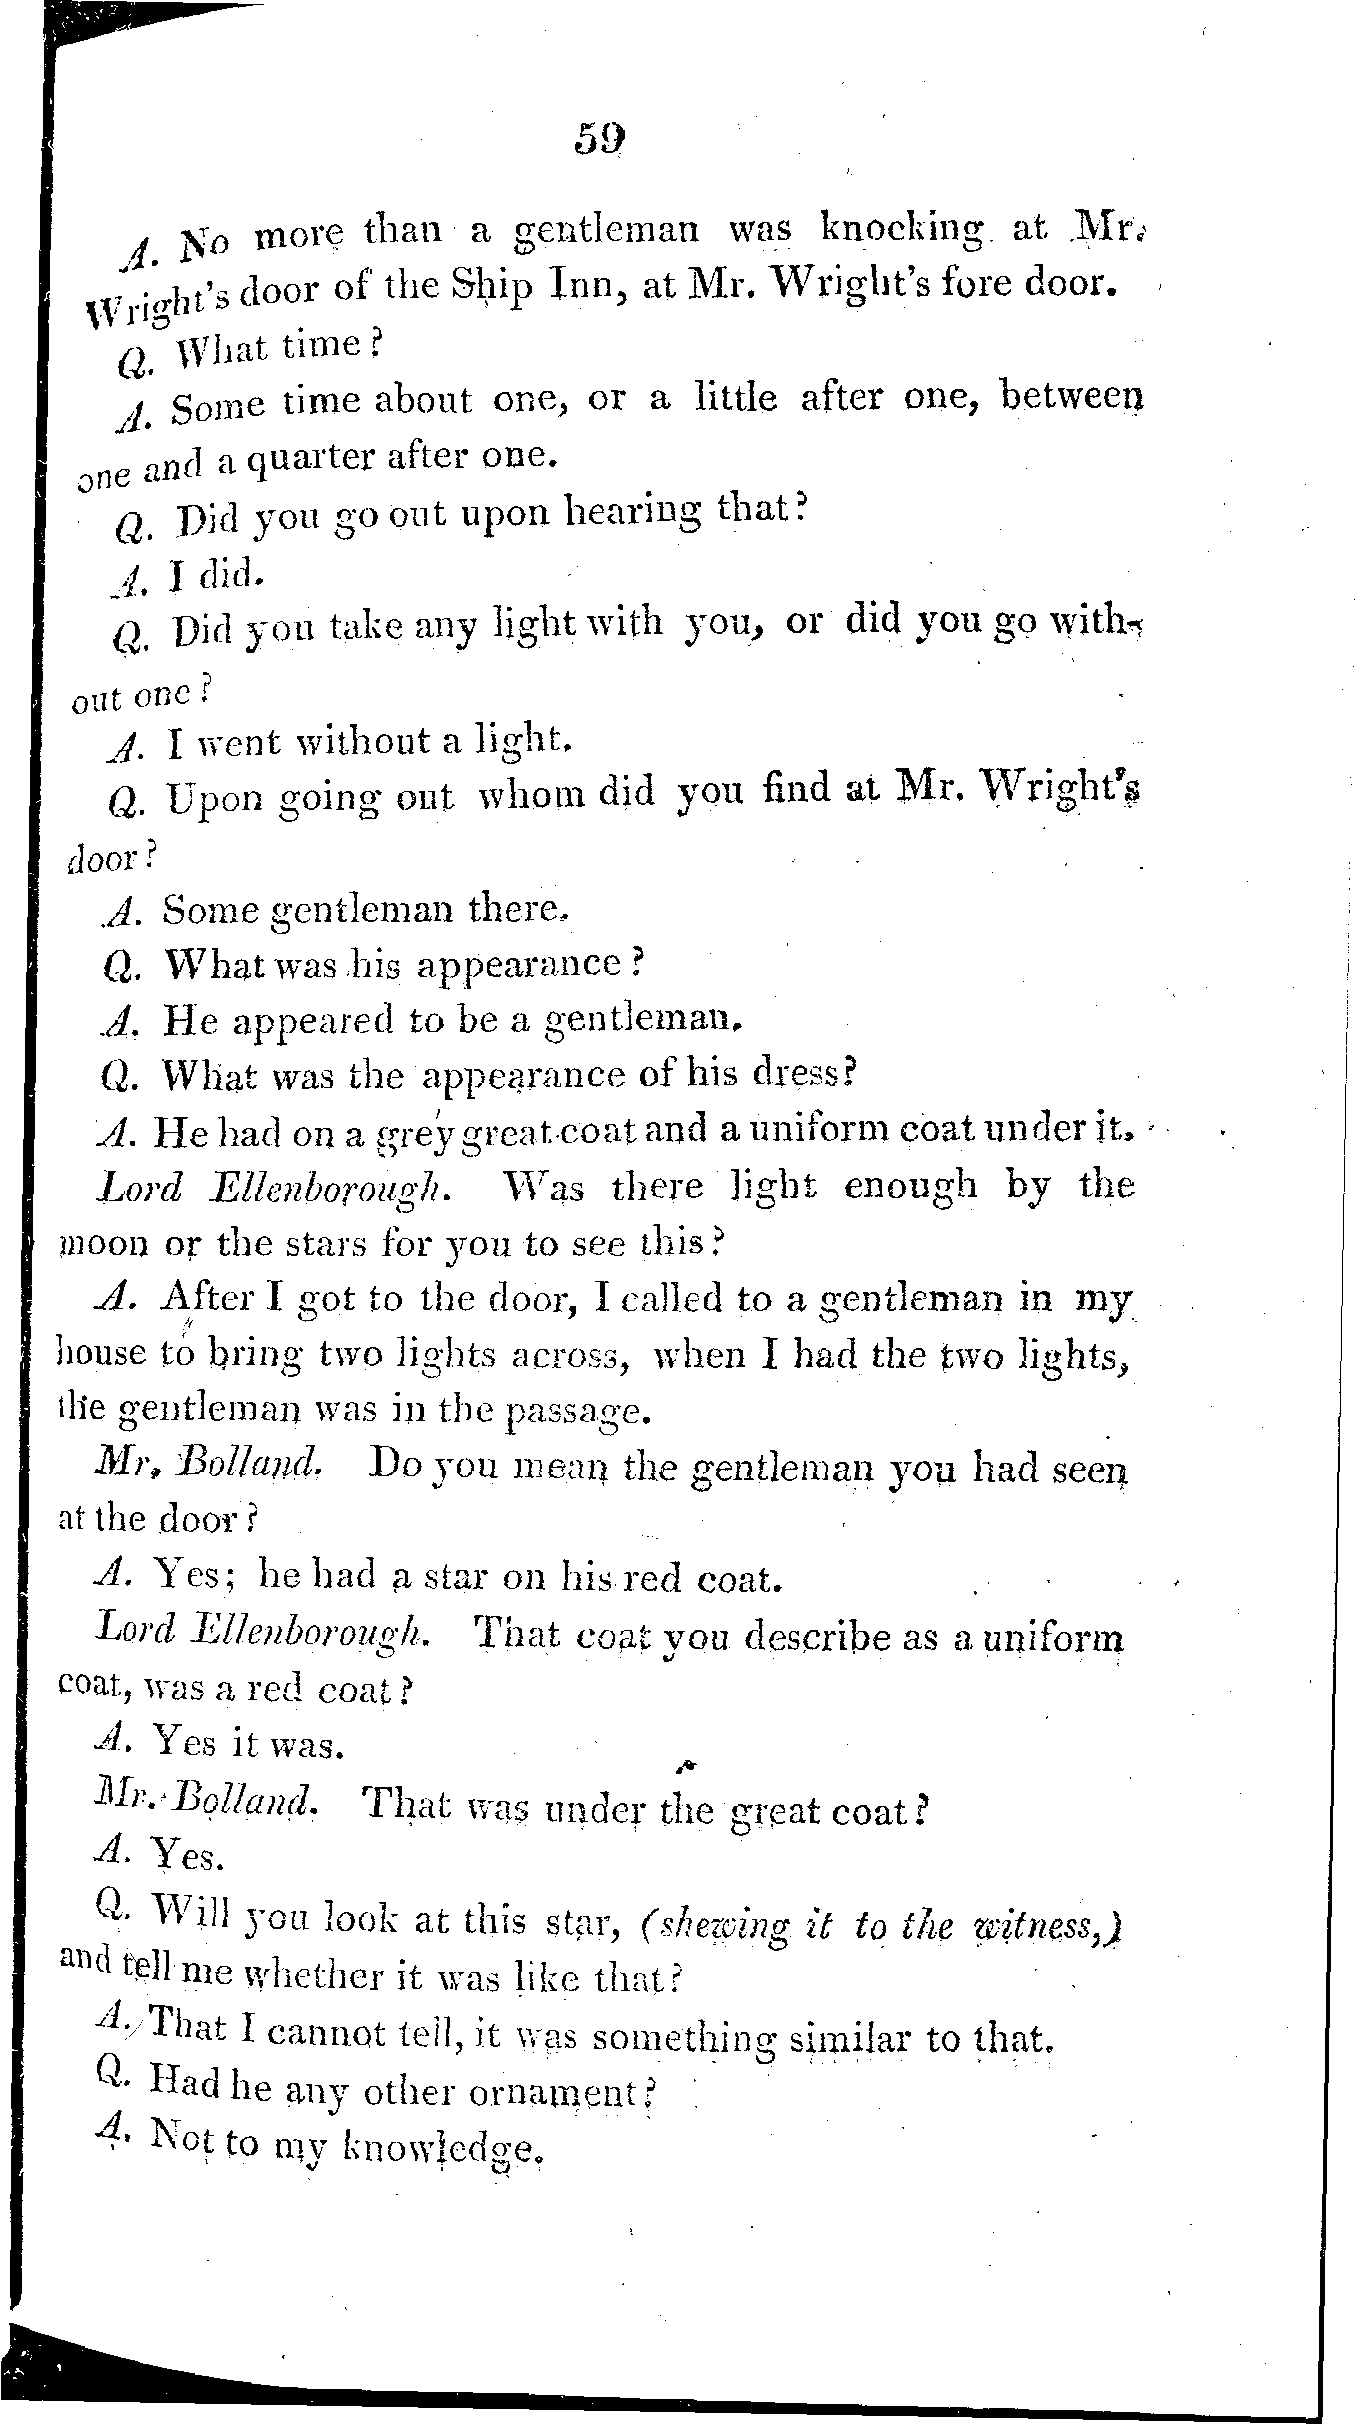 59
A. No more than a gentleman was knocking at Mr.
Wright's door of the Ship Inn, at Mr. Wright's fore door.
Q. What time?
A. Some time about one, or a little after one, between
one and a quarter after one.
Q. Did you go out upon hearing that?
A. I did.
Q. Did you take any light with you, or did you go with-
out one?
A. I went without a light.
Q. Upon going out whom did you find at Mr. Wright's
door?
A. Some gentleman there.
Q. What was his appearance?
A. He appeared to be a gentleman.
Q. What was the appearance of his dress?
A. He had on a grey great coat and a uniform coat under it.
Lord Ellenborough. Was there light enough by the
moon or the stars for you to see this?
A. After I got to the door, I called to a gentleman in my
house to bring two lights across, when I had the two lights,
the gentleman was in the passage.
Mr. Bolland. Do you mean the gentleman you had seen
at the door?
A. Yes; he had a star on his red coat.
Lord Ellenborough. That coat you describe as a uniform
coat, was a red coat?
A. Yes it was.
Mr. Bolland. That was under the great coat?
A. Yes.
Q. Will you look at this star, (shewing it to the witness,)
and tell me whether it was like that?
A. That I cannot tell, it was something similar to that.
Q. Had he any other ornament?
A. Not to my knowledge.